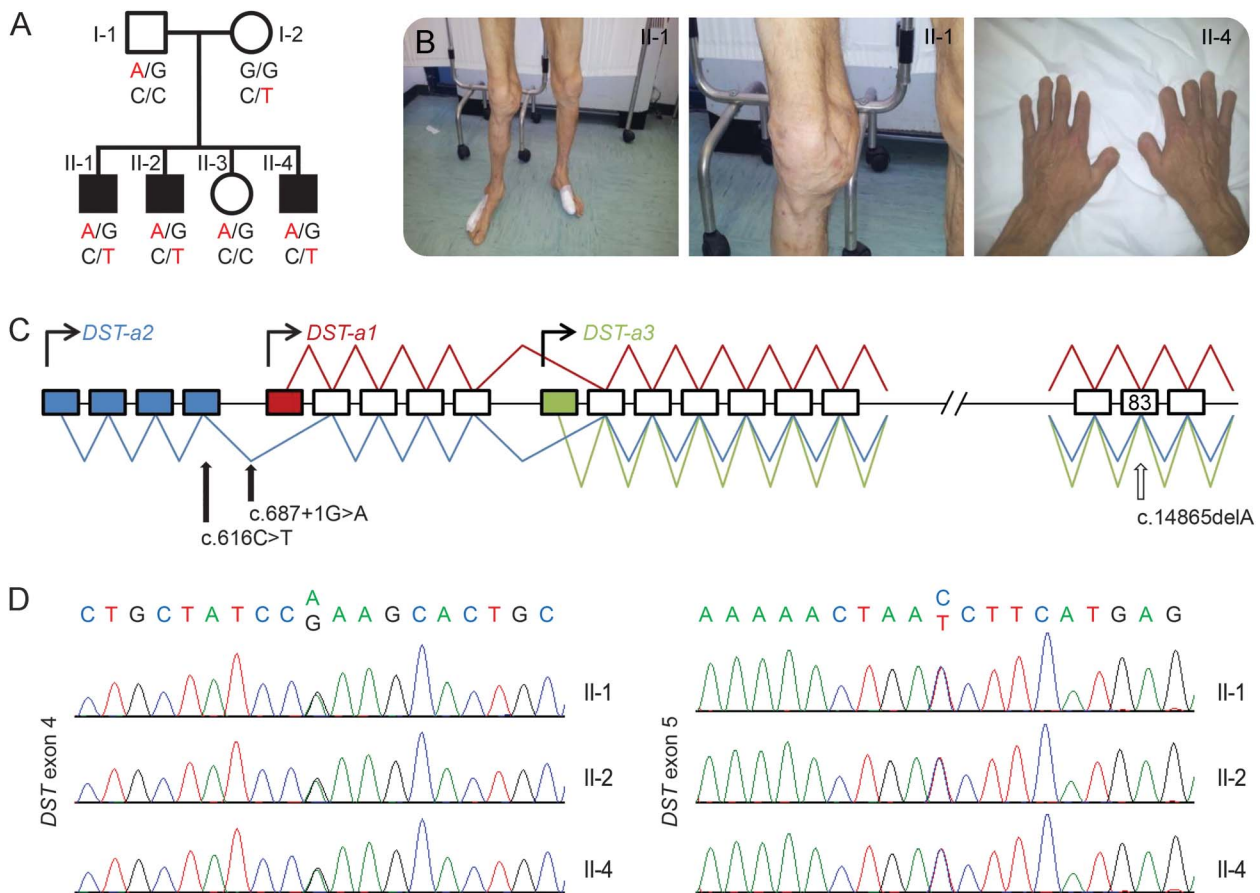 A
I-1
I-2
A/G
G/G
C/C
C/T
II-1
II-2
II-3
II-4
A/G
A/G
A/G
A/G
C/T
C/T
C/C
C/T
B
II-1
II-1
II-4
C
DST-a2
DST-a1
DST-a3
83
c.687+1G>A
c.616C>T
c.14865delA
D
C T G C T A T C C A/G A A G C A C T G C
DST exon 4
II-1
II-2
II-4
A A A A A C T A A C/T C T T C A T G A G
DST exon 5
II-1
II-2
II-4